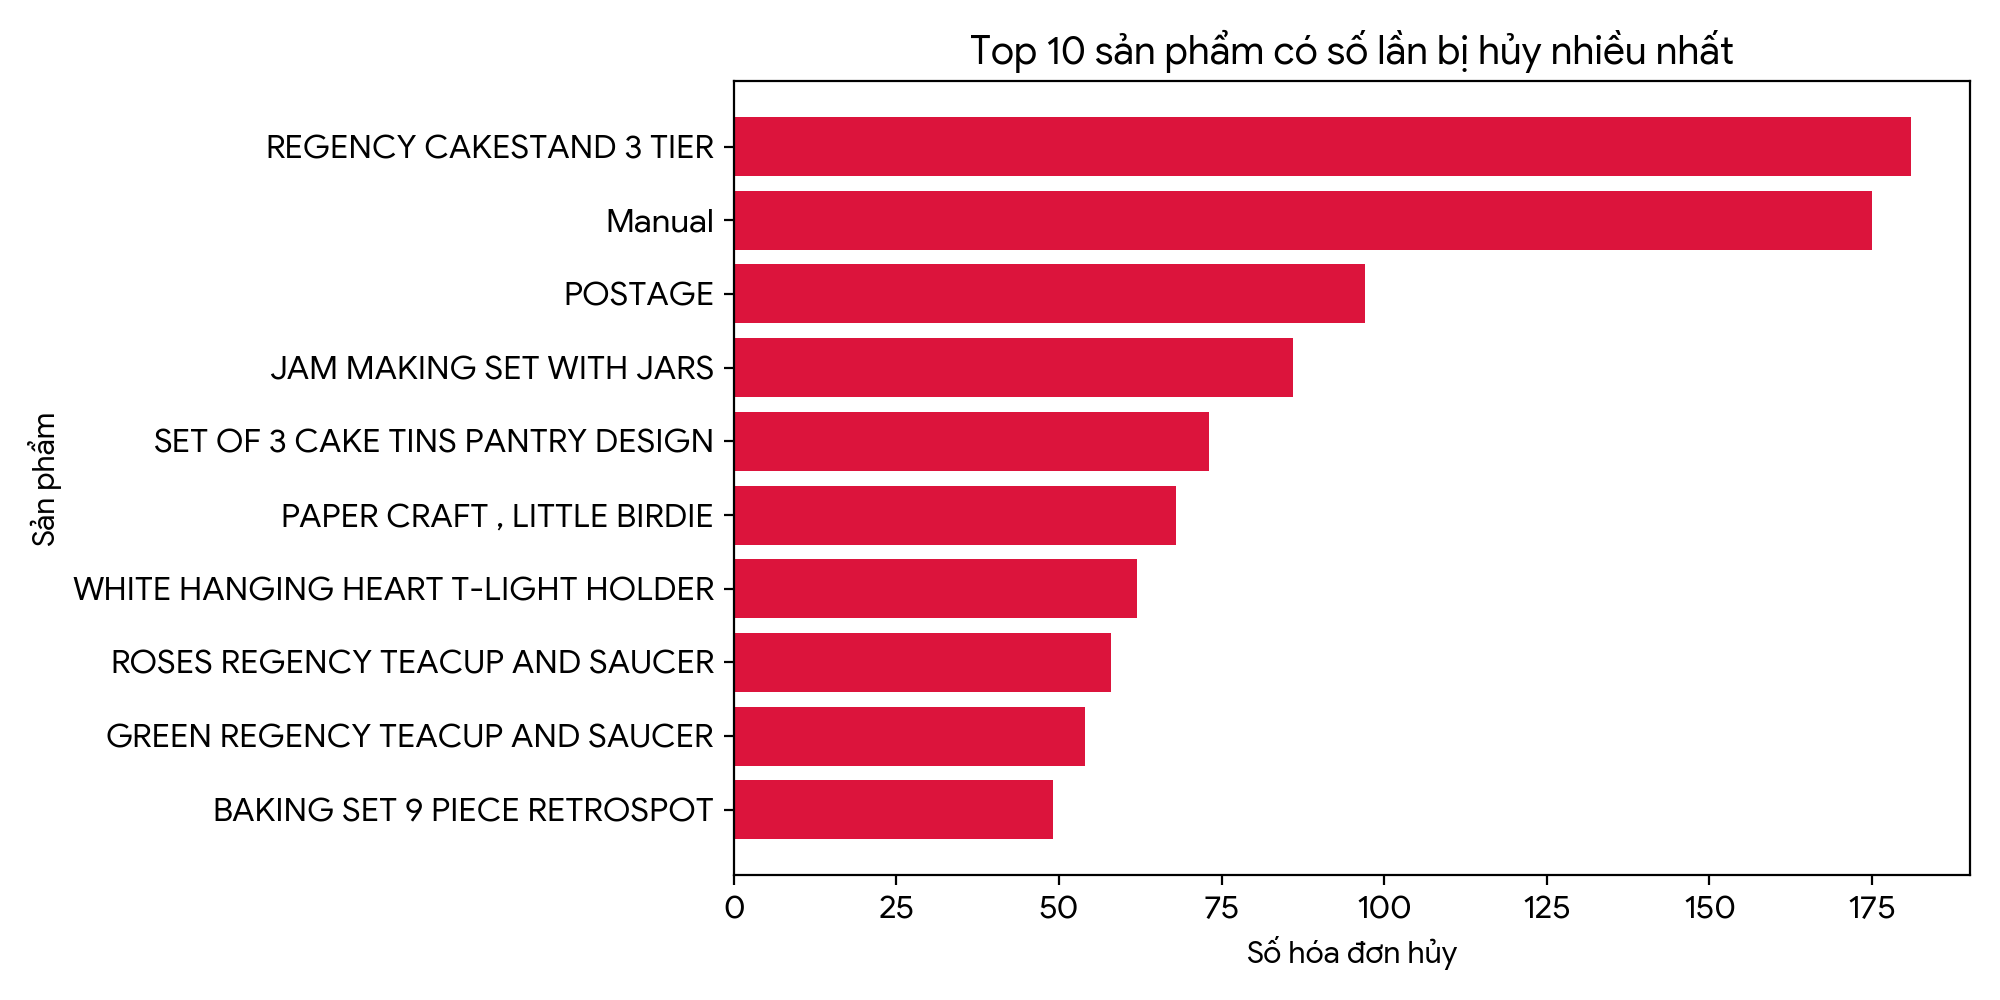 Top 10 sản phẩm có số lần bị hủy nhiều nhất
Sản phẩm
REGENCY CAKESTAND 3 TIER
Manual
POSTAGE
JAM MAKING SET WITH JARS
SET OF 3 CAKE TINS PANTRY DESIGN
PAPER CRAFT , LITTLE BIRDIE
WHITE HANGING HEART T-LIGHT HOLDER
ROSES REGENCY TEACUP AND SAUCER
GREEN REGENCY TEACUP AND SAUCER
BAKING SET 9 PIECE RETROSPOT
0 25 50 75 100 125 150 175
Số hóa đơn hủy